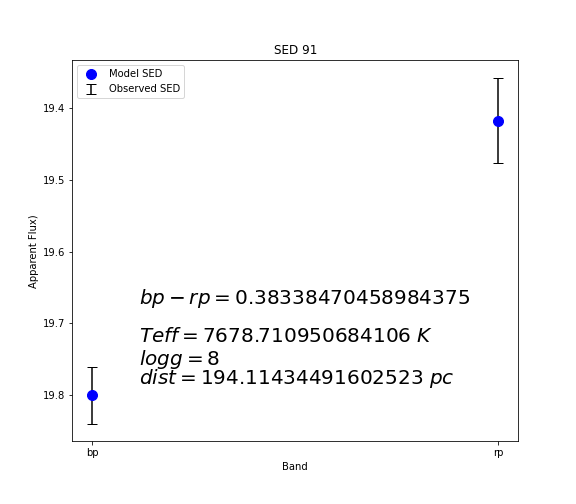 SED 91
Model SED
Observed SED
19.4
19.5
19.6
19.7
19.8
Apparent Flux)
bp − rp = 0.38338470458984375
Teff = 7678.710950684106 K
logg = 8
dist = 194.11434491602523 pc
bp
rp
Band